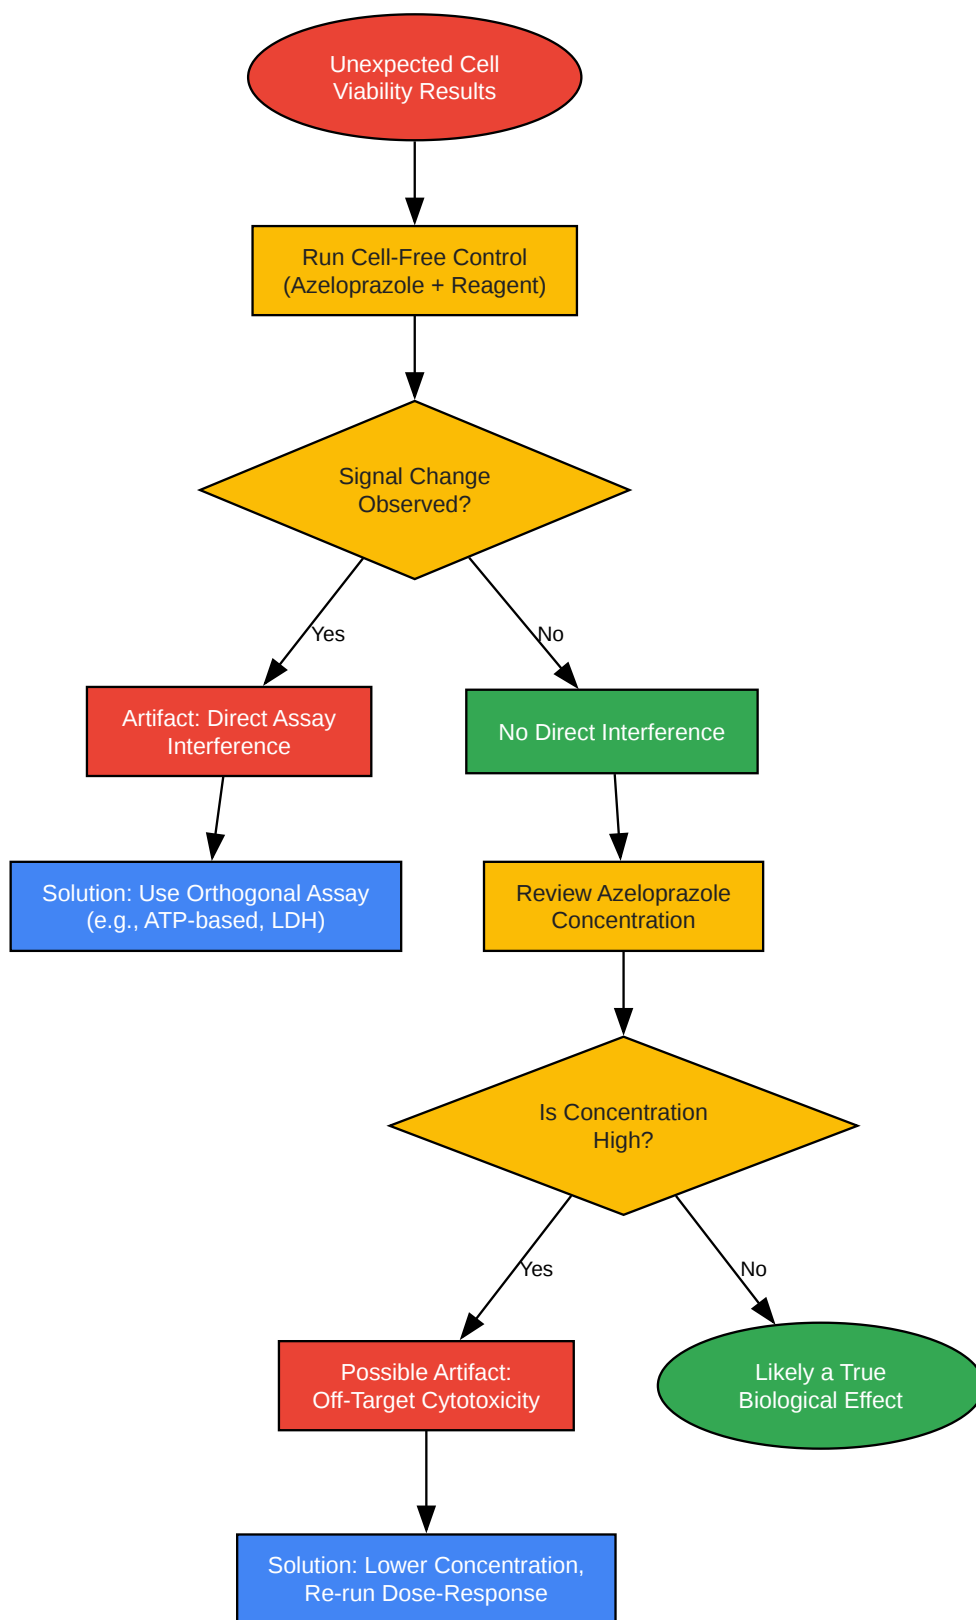 Unexpected Cell
Viability Results
Run Cell-Free Control
(Azeloprazole + Reagent)
Signal Change
Observed?
Yes
No
Artifact: Direct Assay
Interference
No Direct Interference
Solution: Use Orthogonal Assay
(e.g., ATP-based, LDH)
Review Azeloprazole
Concentration
Is Concentration
High?
Yes
No
Possible Artifact:
Off-Target Cytotoxicity
Likely a True
Biological Effect
Solution: Lower Concentration,
Re-run Dose-Response